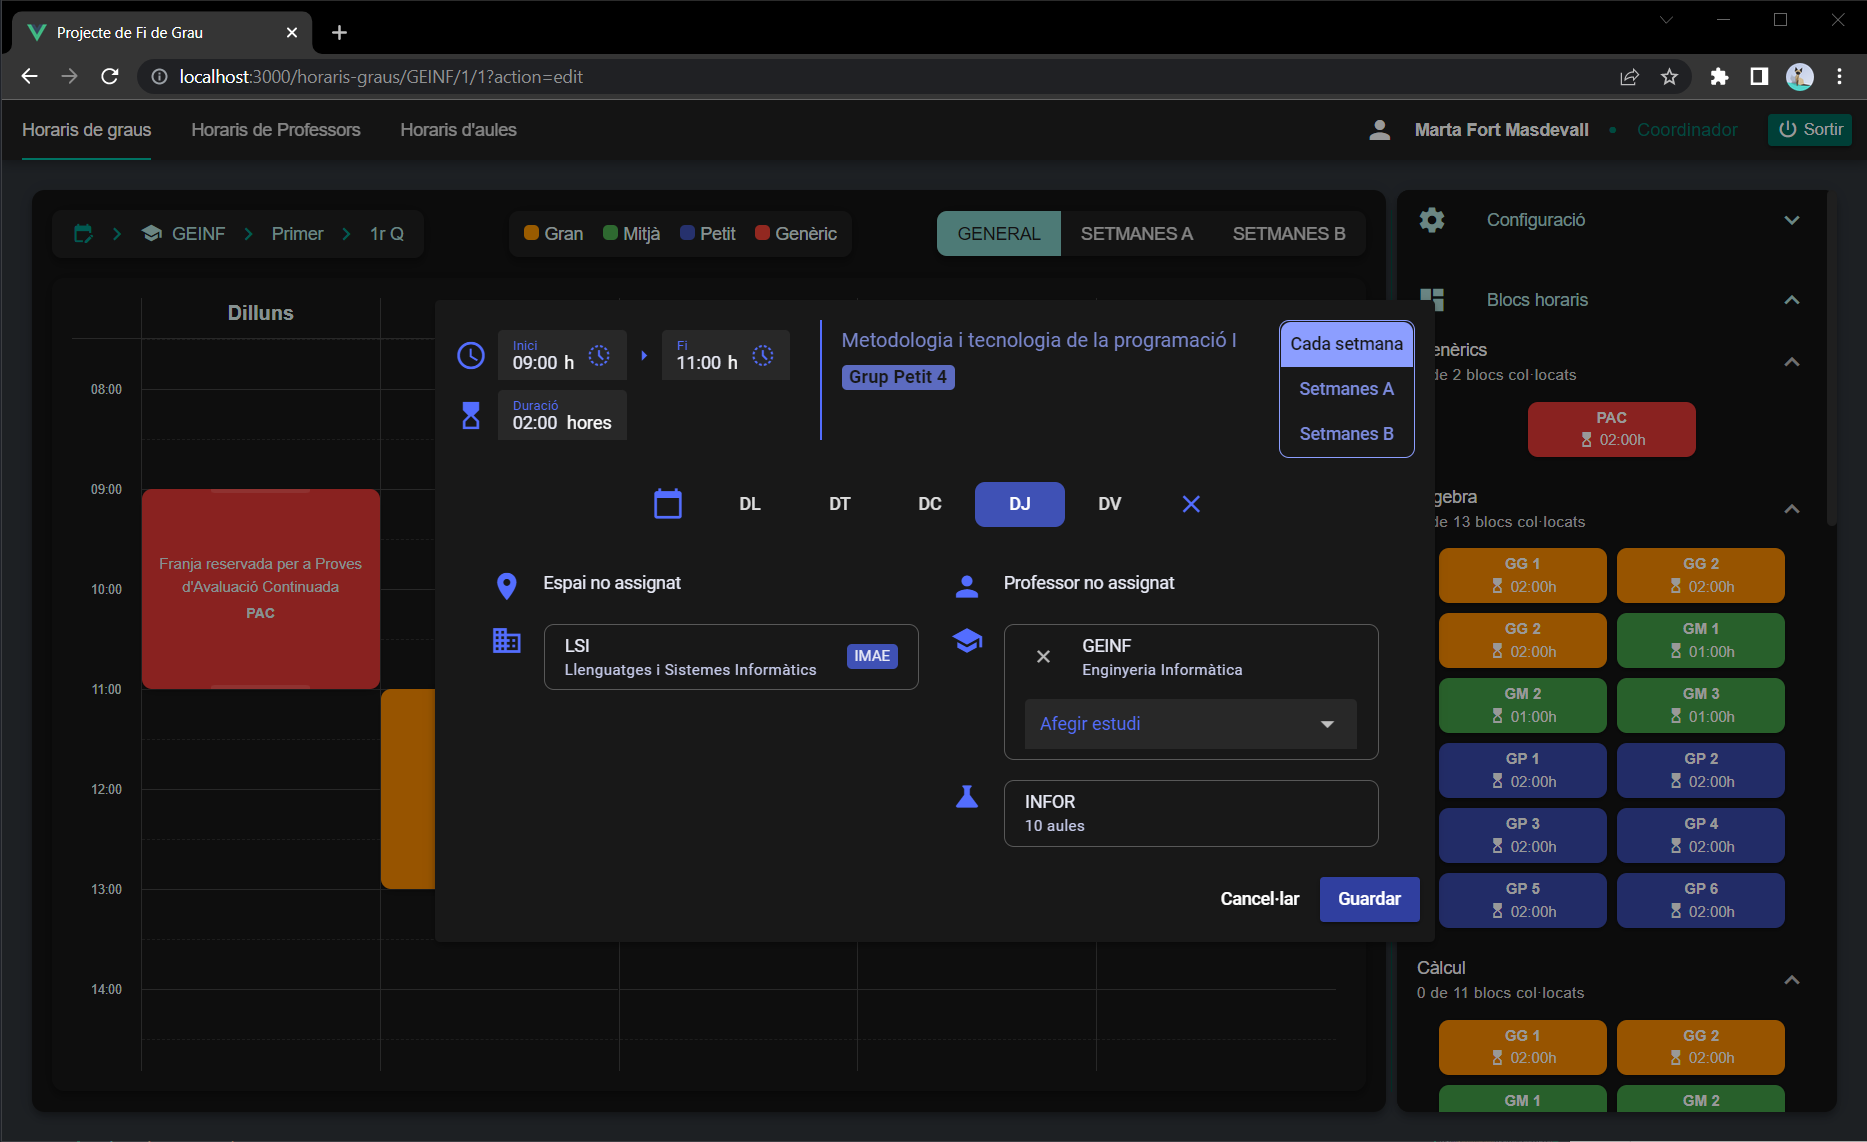 Projecte de Fi de Grau
localhost:3000/horaris-graus/GEINF/1/1?action=edit
Horaris de graus
Horaris de Professors
Horaris d'aules
Marta Fort Masdevall
Coordinador
Sortir
GEINF
Primer
1r Q
Gran
Mitjà
Petit
Genèric
GENERAL
SETMANES A
SETMANES B
Dilluns
08:00
09:00
10:00
11:00
12:00
13:00
14:00
Franja reservada per a Proves
d'Avaluació Continuada
PAC
Inici
09:00 h
Fi
11:00 h
Duració
02:00 hores
Metodologia i tecnologia de la programació I
Grup Petit 4
Cada setmana
Setmanes A
Setmanes B
DL
DT
DC
DJ
DV
Espai no assignat
LSI
Llenguatges i Sistemes Informàtics
IMAE
Professor no assignat
GEINF
Enginyeria Informàtica
Afegir estudi
INFOR
10 aules
Cancel·lar
Guardar
Configuració
Blocs horaris
enèrics
de 2 blocs col·locats
PAC
02:00h
gebra
de 13 blocs col·locats
GG 1
02:00h
GG 2
02:00h
GG 2
02:00h
GM 1
01:00h
GM 2
01:00h
GM 3
01:00h
GP 1
02:00h
GP 2
02:00h
GP 3
02:00h
GP 4
02:00h
GP 5
02:00h
GP 6
02:00h
Càlcul
0 de 11 blocs col·locats
GG 1
02:00h
GG 2
02:00h
GM 1
GM 2